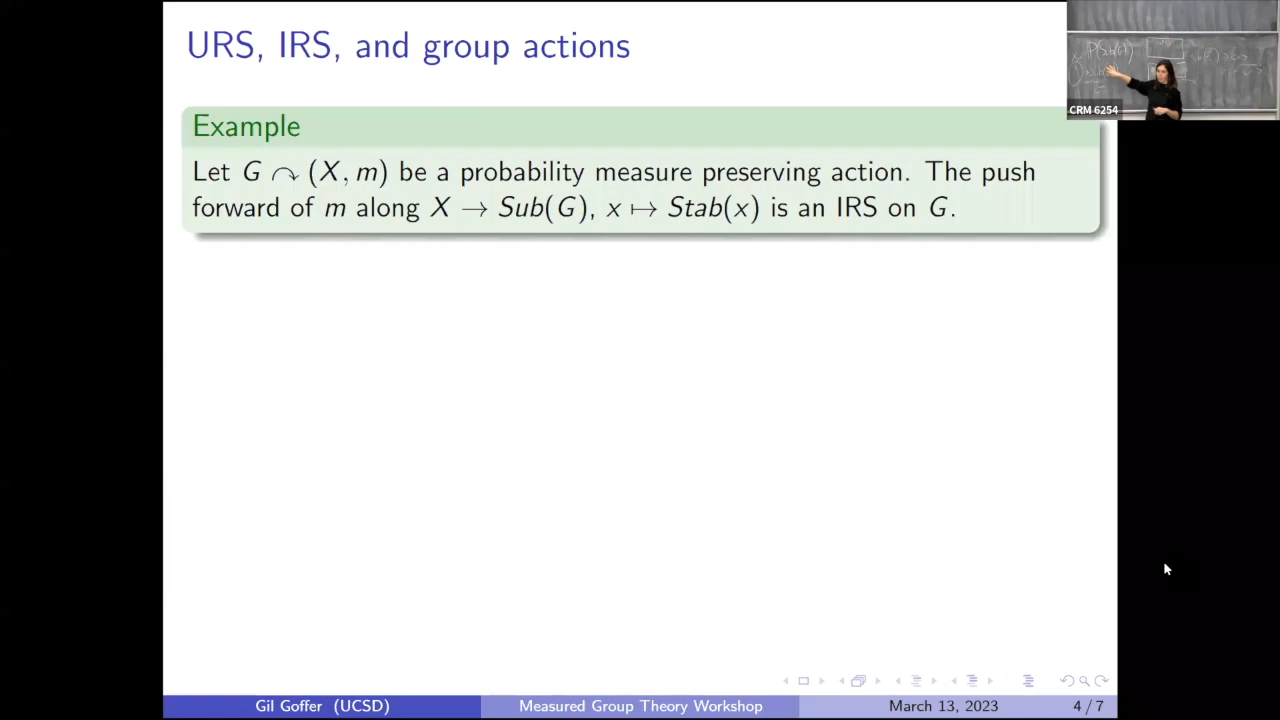 URS, IRS, and group actions
CRM 6254
Example
Let G ↷ (X, m) be a probability measure preserving action. The push
forward of m along X → Sub(G), x ↦ Stab(x) is an IRS on G.
Gil Goffer (UCSD)
Measured Group Theory Workshop
March 13, 2023
4 / 7